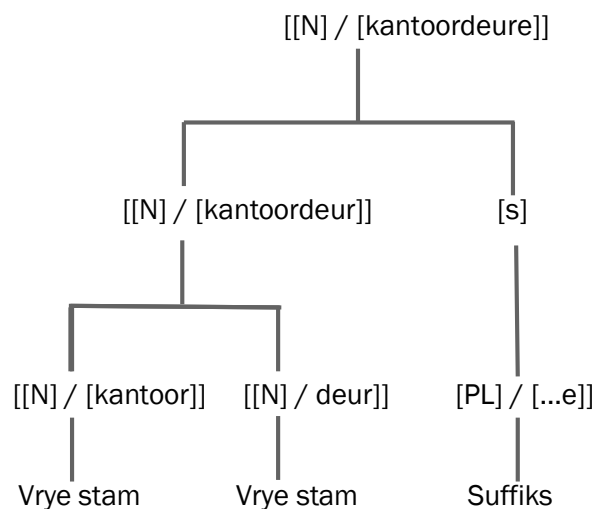 [[N] / [kantoordeure]]
[[N] / [kantoordeur]] [s]
[[N] / [kantoor]] [[N] / deur]] [PL] / [...e]]
Vrye stam Vrye stam Suffiks